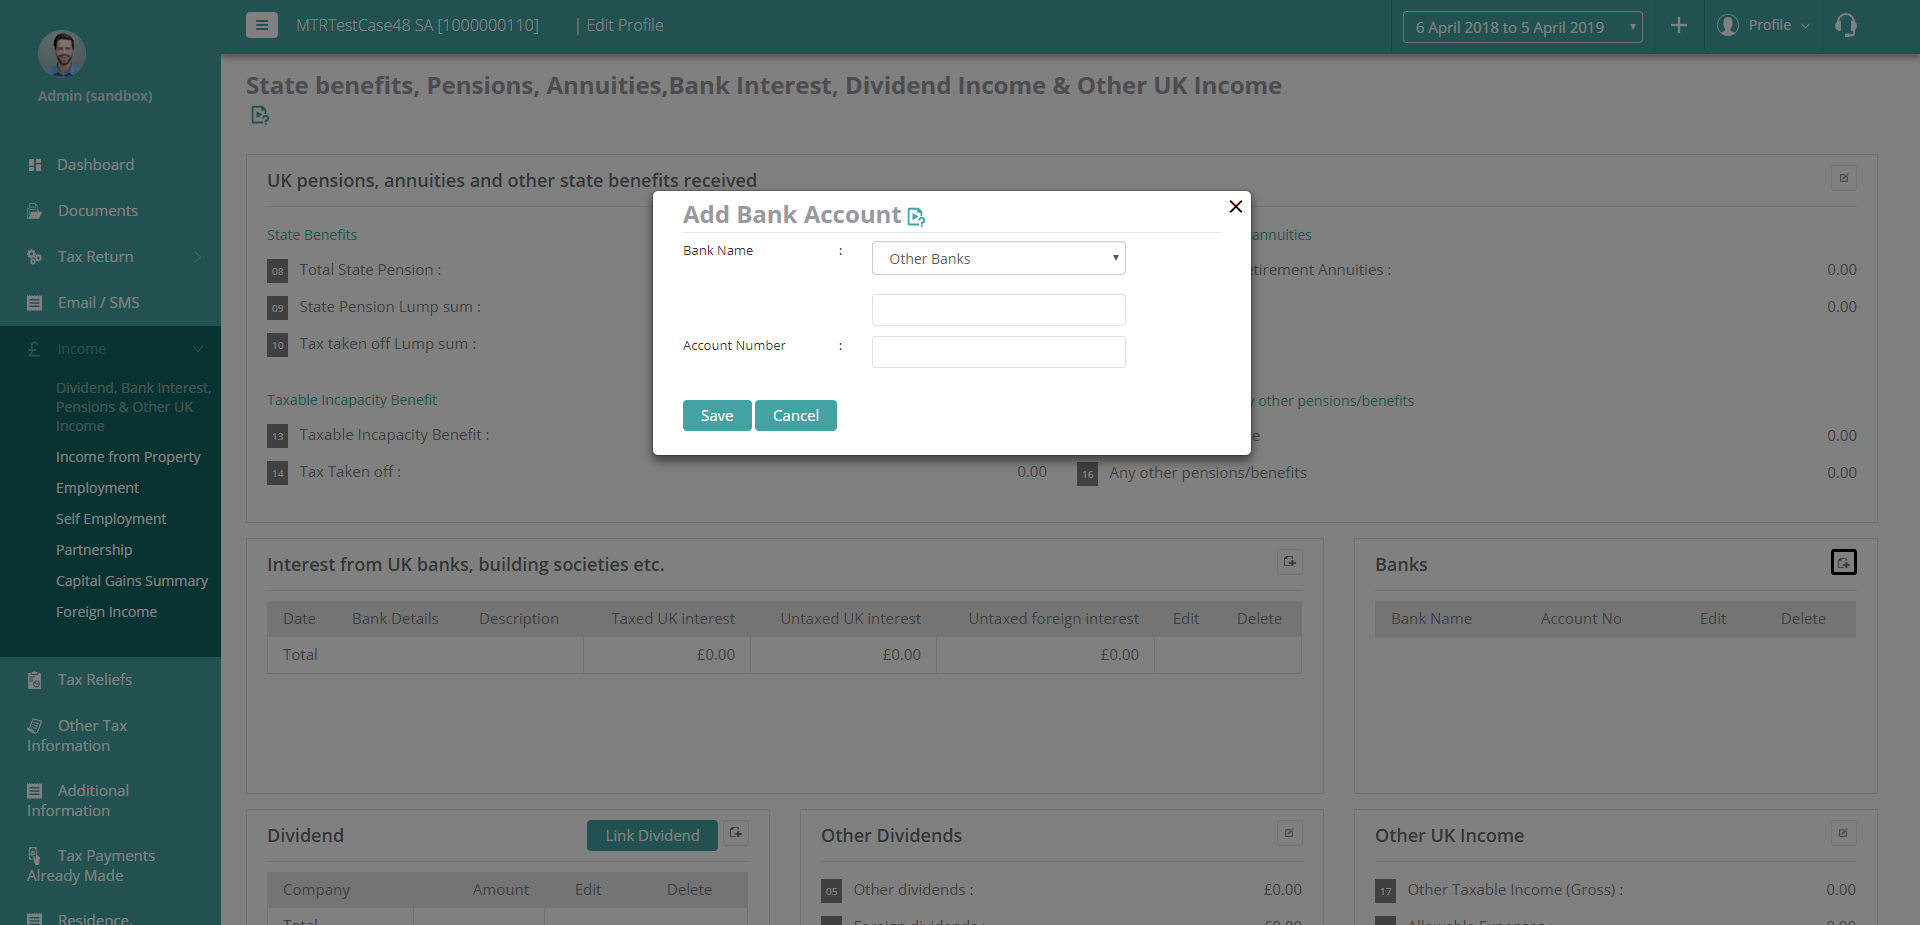 MTRTestCase48 SA [1000000110]
| Edit Profile
6 April 2018 to 5 April 2019
Profile
Admin (sandbox)
Dashboard
Documents
Tax Return
Email / SMS
Income
Dividend, Bank Interest,
Pensions & Other UK
Income
Income from Property
Employment
Self Employment
Partnership
Capital Gains Summary
Foreign Income
Tax Reliefs
Other Tax
Information
Additional
Information
Tax Payments
Already Made
Residence,
State benefits, Pensions, Annuities,Bank Interest, Dividend Income & Other UK Income
UK pensions, annuities and other state benefits received
State Benefits
08 Total State Pension :
09 State Pension Lump sum :
10 Tax taken off Lump sum :
annuities
etirement Annuities : 0.00
0.00
Taxable Incapacity Benefit
13 Taxable Incapacity Benefit :
14 Tax Taken off : 0.00
other pensions/benefits
e 0.00
16 Any other pensions/benefits 0.00
Add Bank Account
Bank Name : Other Banks
Account Number :
Save Cancel
Interest from UK banks, building societies etc.
Date Bank Details Description Taxed UK interest Untaxed UK interest Untaxed foreign interest Edit Delete
Total £0.00 £0.00 £0.00
Banks
Bank Name Account No Edit Delete
Dividend
Link Dividend
Company Amount Edit Delete
Total
Other Dividends
05 Other dividends : £0.00
Foreign dividends : £0.00
Other UK Income
17 Other Taxable Income (Gross) : 0.00
Allowable Expenses : 0.00